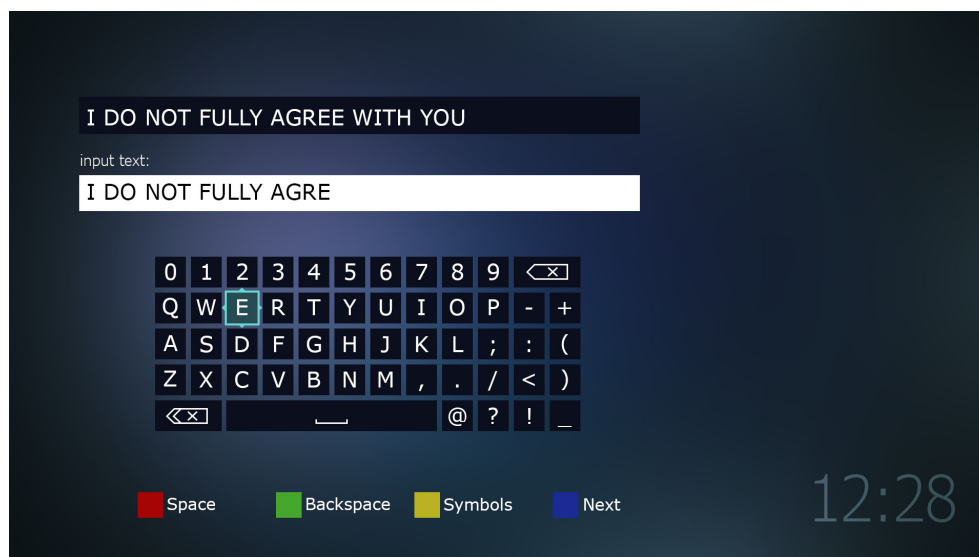 I DO NOT FULLY AGREE WITH YOU
input text:
I DO NOT FULLY AGRE
0 1 2 3 4 5 6 7 8 9
Q W E R T Y U I O P - +
A S D F G H J K L ; : (
Z X C V B N M , . / < )
@ ? ! _
Space Backspace Symbols Next
12:28